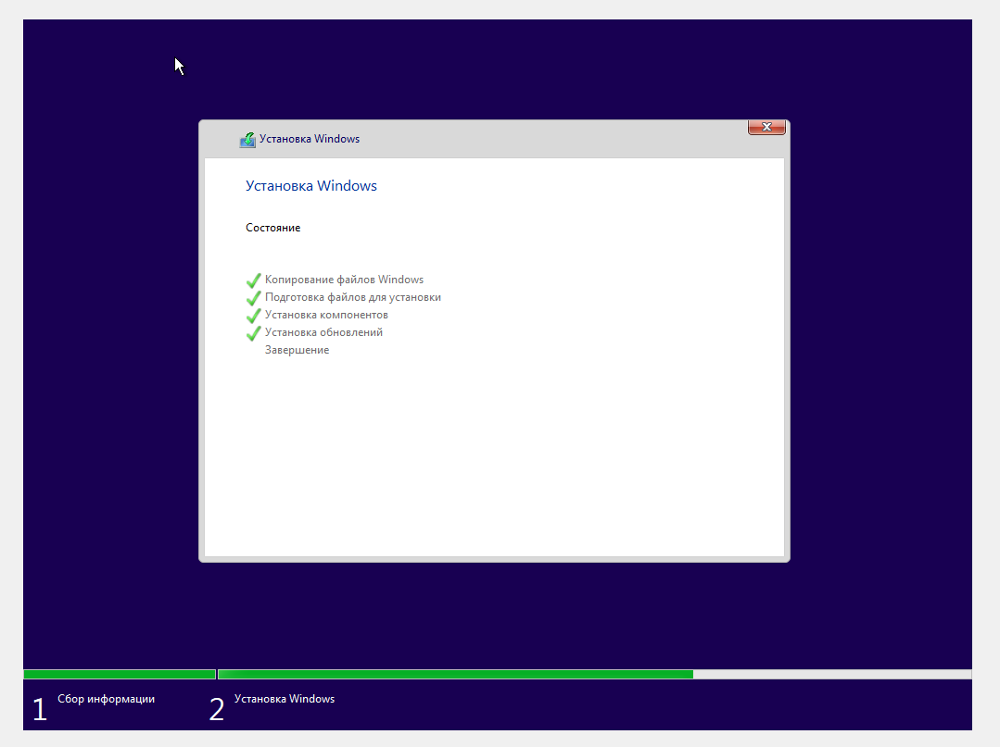 Установка Windows
Установка Windows
Состояние
Копирование файлов Windows
Подготовка файлов для установки
Установка компонентов
Установка обновлений
Завершение
1 Сбор информации
2 Установка Windows